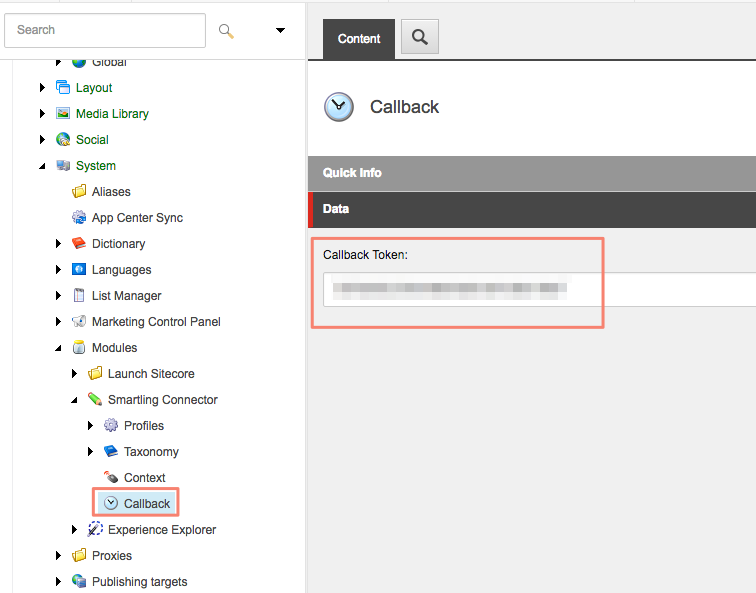 Search
Global
Layout
Media Library
Social
System
Aliases
App Center Sync
Dictionary
Languages
List Manager
Marketing Control Panel
Modules
Launch Sitecore
Smartling Connector
Profiles
Taxonomy
Context
Callback
Experience Explorer
Proxies
Publishing targets
Content
Callback
Quick Info
Data
Callback Token: